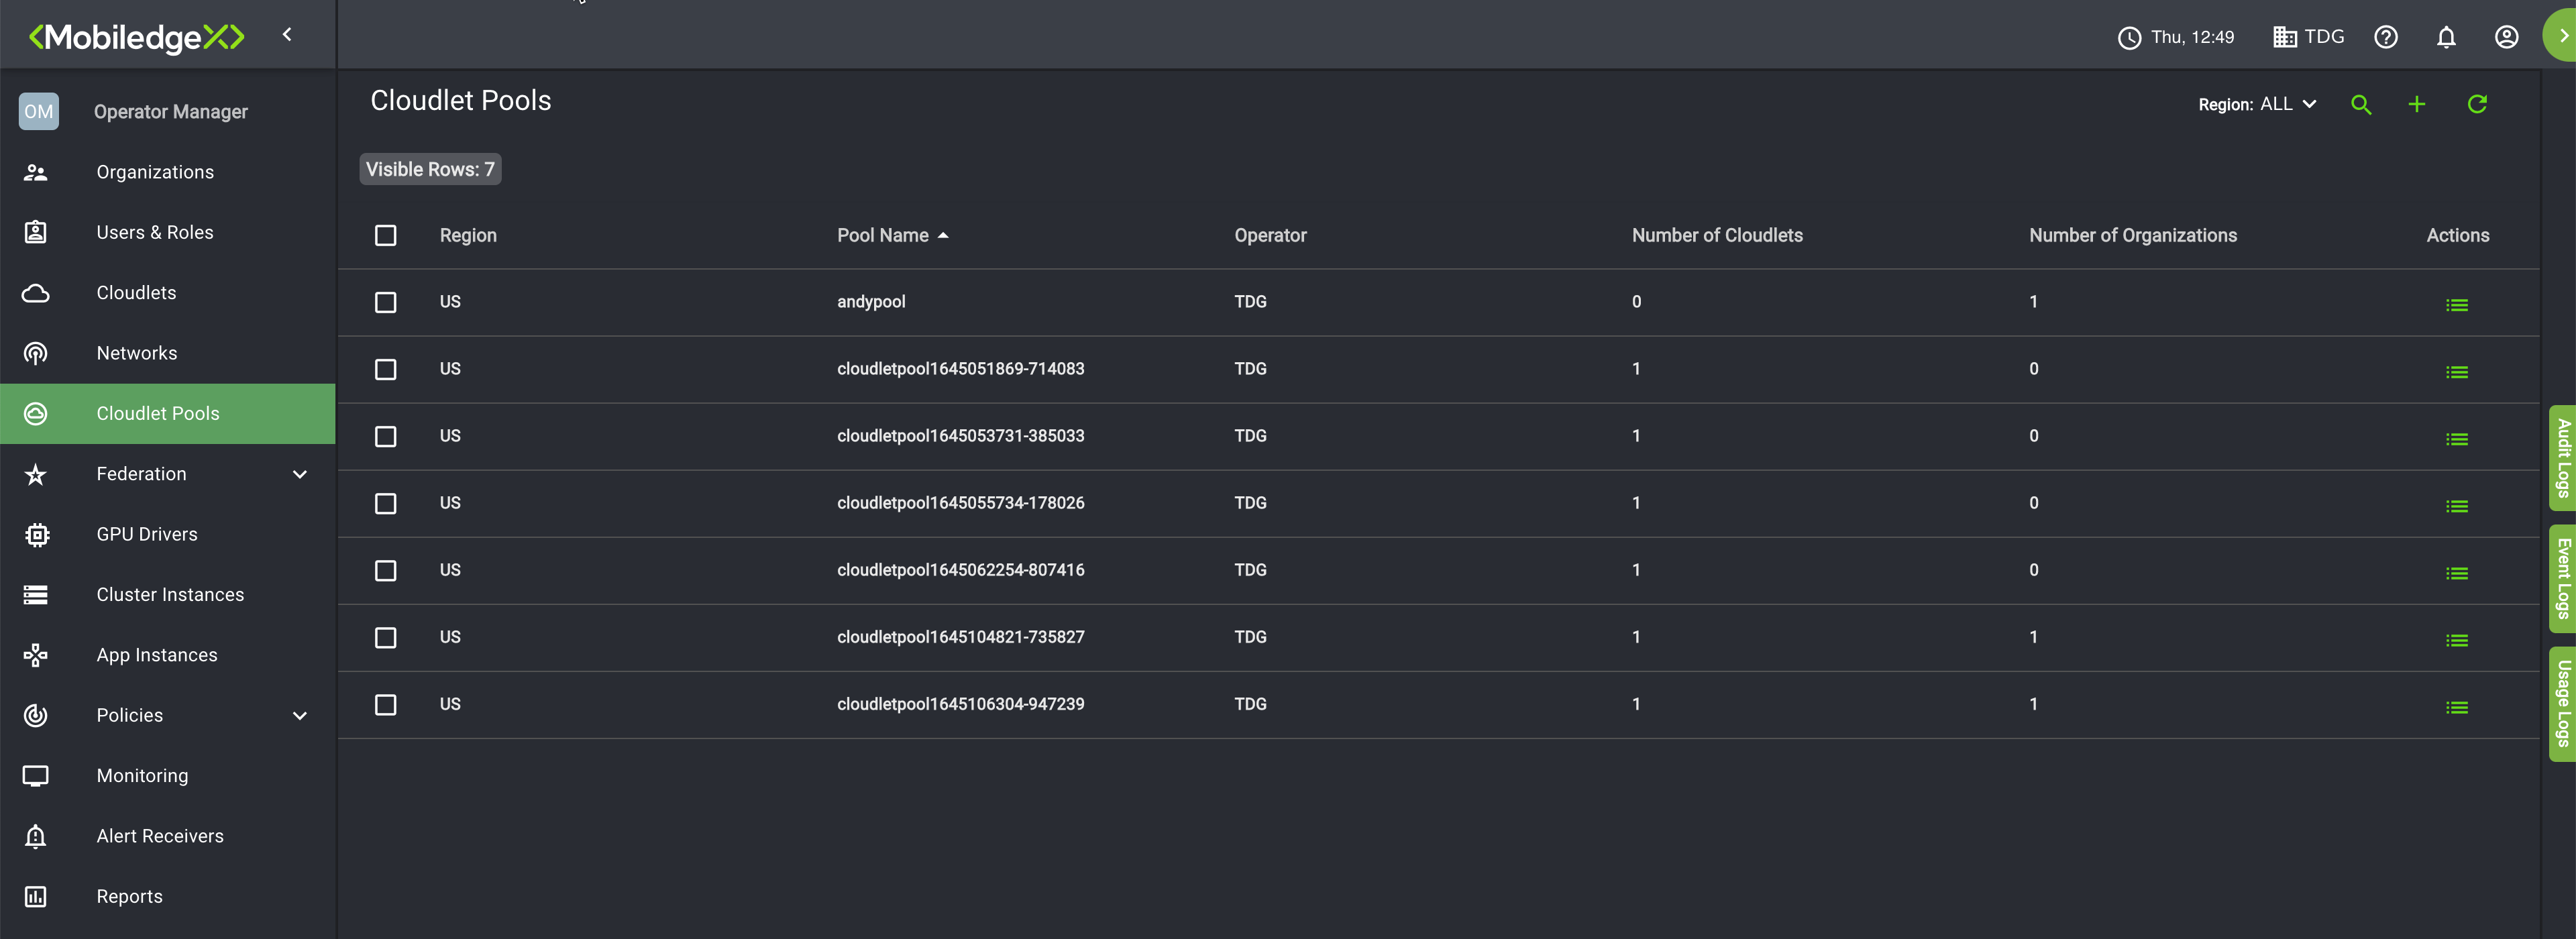 <MobiledgeX>
Thu, 12:49
TDG
OM
Operator Manager
Organizations
Users & Roles
Cloudlets
Networks
Cloudlet Pools
Federation
GPU Drivers
Cluster Instances
App Instances
Policies
Monitoring
Alert Receivers
Reports
Cloudlet Pools
Region: ALL
Visible Rows: 7
Region Pool Name Operator Number of Cloudlets Number of Organizations Actions
US andypool TDG 0 1
US cloudletpool1645051869-714083 TDG 1 0
US cloudletpool1645053731-385033 TDG 1 0
US cloudletpool1645055734-178026 TDG 1 0
US cloudletpool1645062254-807416 TDG 1 0
US cloudletpool1645104821-735827 TDG 1 1
US cloudletpool1645106304-947239 TDG 1 1
Audit Logs
Event Logs
Usage Logs